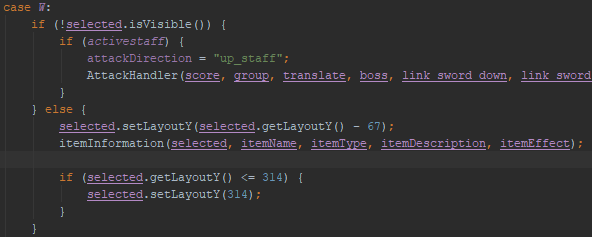 case W:
if (!selected.isVisible()) {
if (activestaff) {
attackDirection = "up_staff";
AttackHandler(score, group, translate, boss, link_sword_down, link_sword
}
} else {
selected.setLayoutY(selected.getLayoutY() - 67);
itemInformation(selected, itemName, itemType, itemDescription, itemEffect);
if (selected.getLayoutY() <= 314) {
selected.setLayoutY(314);
}
}